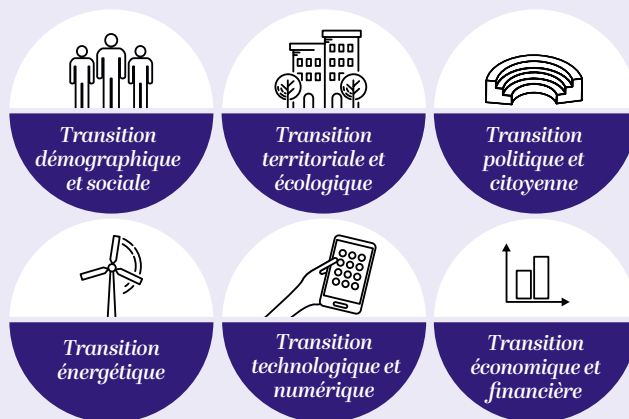 Transition
démographique
et sociale
Transition
territoriale et
écologique
Transition
politique et
citoyenne
Transition
énergétique
Transition
technologique et
numérique
Transition
économique et
financière